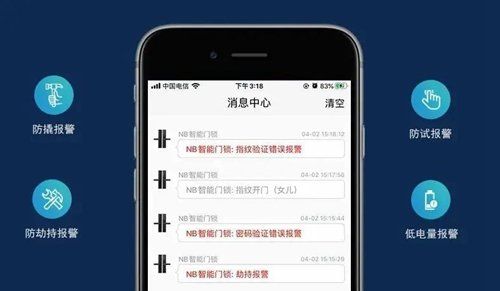 中国电信
下午 3:18
83%
消息中心
清空
防撬报警
防劫持报警
NB智能门锁
04-02 15:18:12
NB智能门锁: 指纹验证错误报警
NB智能门锁
04-02 15:17:50
NB智能门锁: 指纹开门（女儿）
NB智能门锁
04-02 15:15:44
NB智能门锁: 密码验证错误报警
NB智能门锁
04-02 15:15:29
NB智能门锁: 劫持报警
防试报警
低电量报警